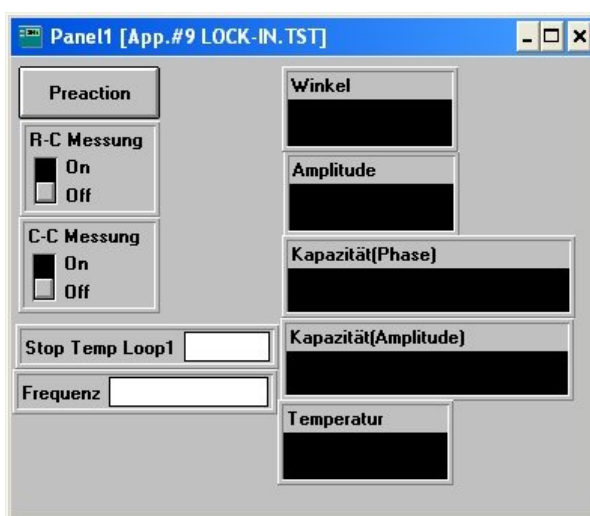 Panel1 [App.#9 LOCK-IN.TST]
Preaction
R-C Messung
On
Off
C-C Messung
On
Off
Stop Temp Loop1
Frequenz
Winkel
Amplitude
Kapazität(Phase)
Kapazität(Amplitude)
Temperatur